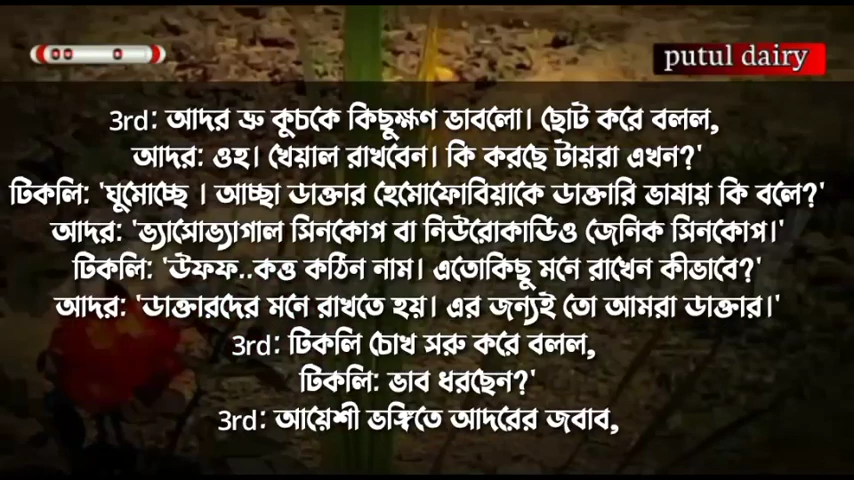 putul dairy
3rd: আদর ভ্রু কুচকে কিছুক্ষণ ভাবলো। ছোট করে বলল,
আদর: ওহ। খেয়াল রাখবেন। কি করছে টায়রা এখন?'
টিকলি: 'ঘুমোচ্ছে । আচ্ছা ডাক্তার হেমোফোবিয়াকে ডাক্তারি ভাষায় কি বলে?'
আদর: 'ভ্যাসোভ্যাগাল সিনকোপ বা নিউরোকার্ডিও জেনিক সিনকোপ।'
টিকলি: 'উফফ..কত্ত কঠিন নাম। এতোকিছু মনে রাখেন কীভাবে?'
আদর: 'ডাক্তারদের মনে রাখতে হয়। এর জন্যই তো আমরা ডাক্তার।'
3rd: টিকলি চোখ সরু করে বলল,
টিকলি: ভাব ধরছেন?'
3rd: আয়েশী ভঙ্গিতে আদরের জবাব,